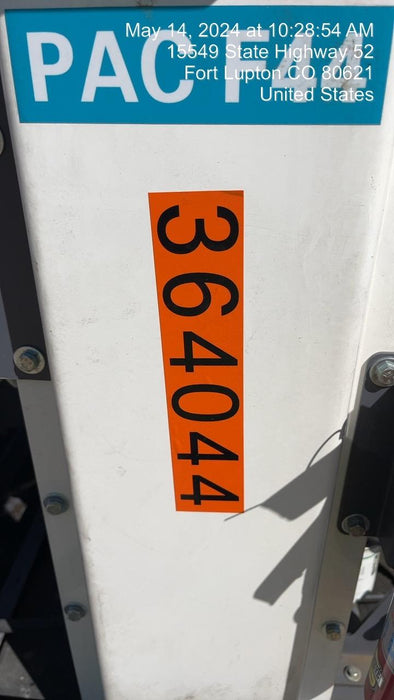 May 14, 2024 at 10:28:54 AM
15549 State Highway 52
Fort Lupton CO 80621
United States
PAC F44
364044